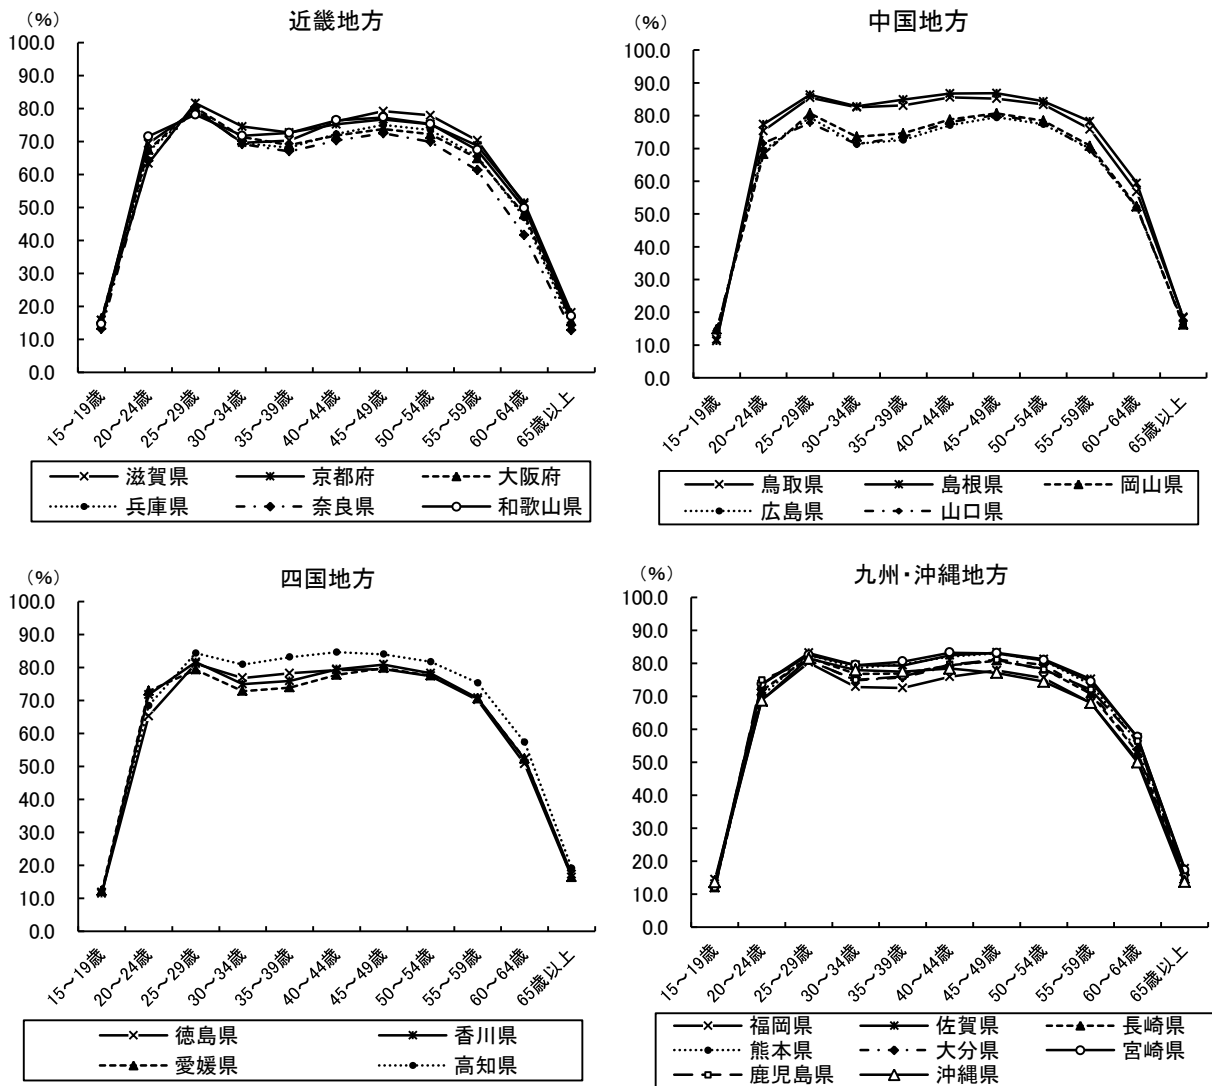 近畿地方
（%）
100.0
90.0
80.0
70.0
60.0
50.0
40.0
30.0
20.0
10.0
0.0
15～19歳
20～24歳
25～29歳
30～34歳
35～39歳
40～44歳
45～49歳
50～54歳
55～59歳
60～64歳
65歳以上
滋賀県 京都府 大阪府
兵庫県 奈良県 和歌山県
中国地方
（%）
100.0
90.0
80.0
70.0
60.0
50.0
40.0
30.0
20.0
10.0
0.0
15～19歳
20～24歳
25～29歳
30～34歳
35～39歳
40～44歳
45～49歳
50～54歳
55～59歳
60～64歳
65歳以上
鳥取県 島根県 岡山県
広島県 山口県
四国地方
（%）
100.0
90.0
80.0
70.0
60.0
50.0
40.0
30.0
20.0
10.0
0.0
15～19歳
20～24歳
25～29歳
30～34歳
35～39歳
40～44歳
45～49歳
50～54歳
55～59歳
60～64歳
65歳以上
徳島県 香川県
愛媛県 高知県
九州・沖縄地方
（%）
100.0
90.0
80.0
70.0
60.0
50.0
40.0
30.0
20.0
10.0
0.0
15～19歳
20～24歳
25～29歳
30～34歳
35～39歳
40～44歳
45～49歳
50～54歳
55～59歳
60～64歳
65歳以上
福岡県 佐賀県 長崎県
熊本県 大分県 宮崎県
鹿児島県 沖縄県